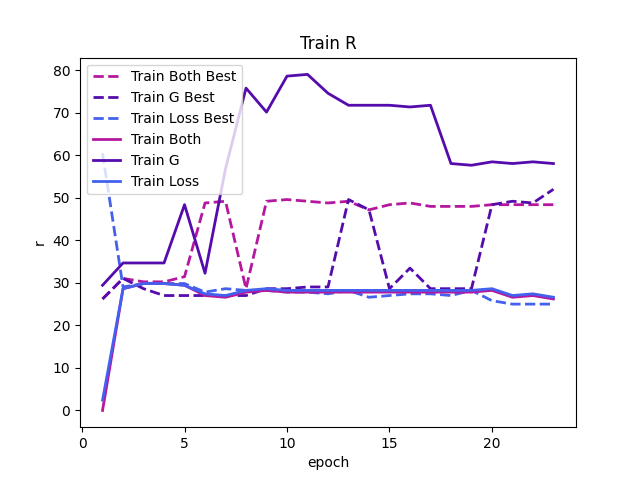 Train R
80
70
60
50
40
30
20
10
0
r
Train Both Best
Train G Best
Train Loss Best
Train Both
Train G
Train Loss
0 5 10 15 20
epoch